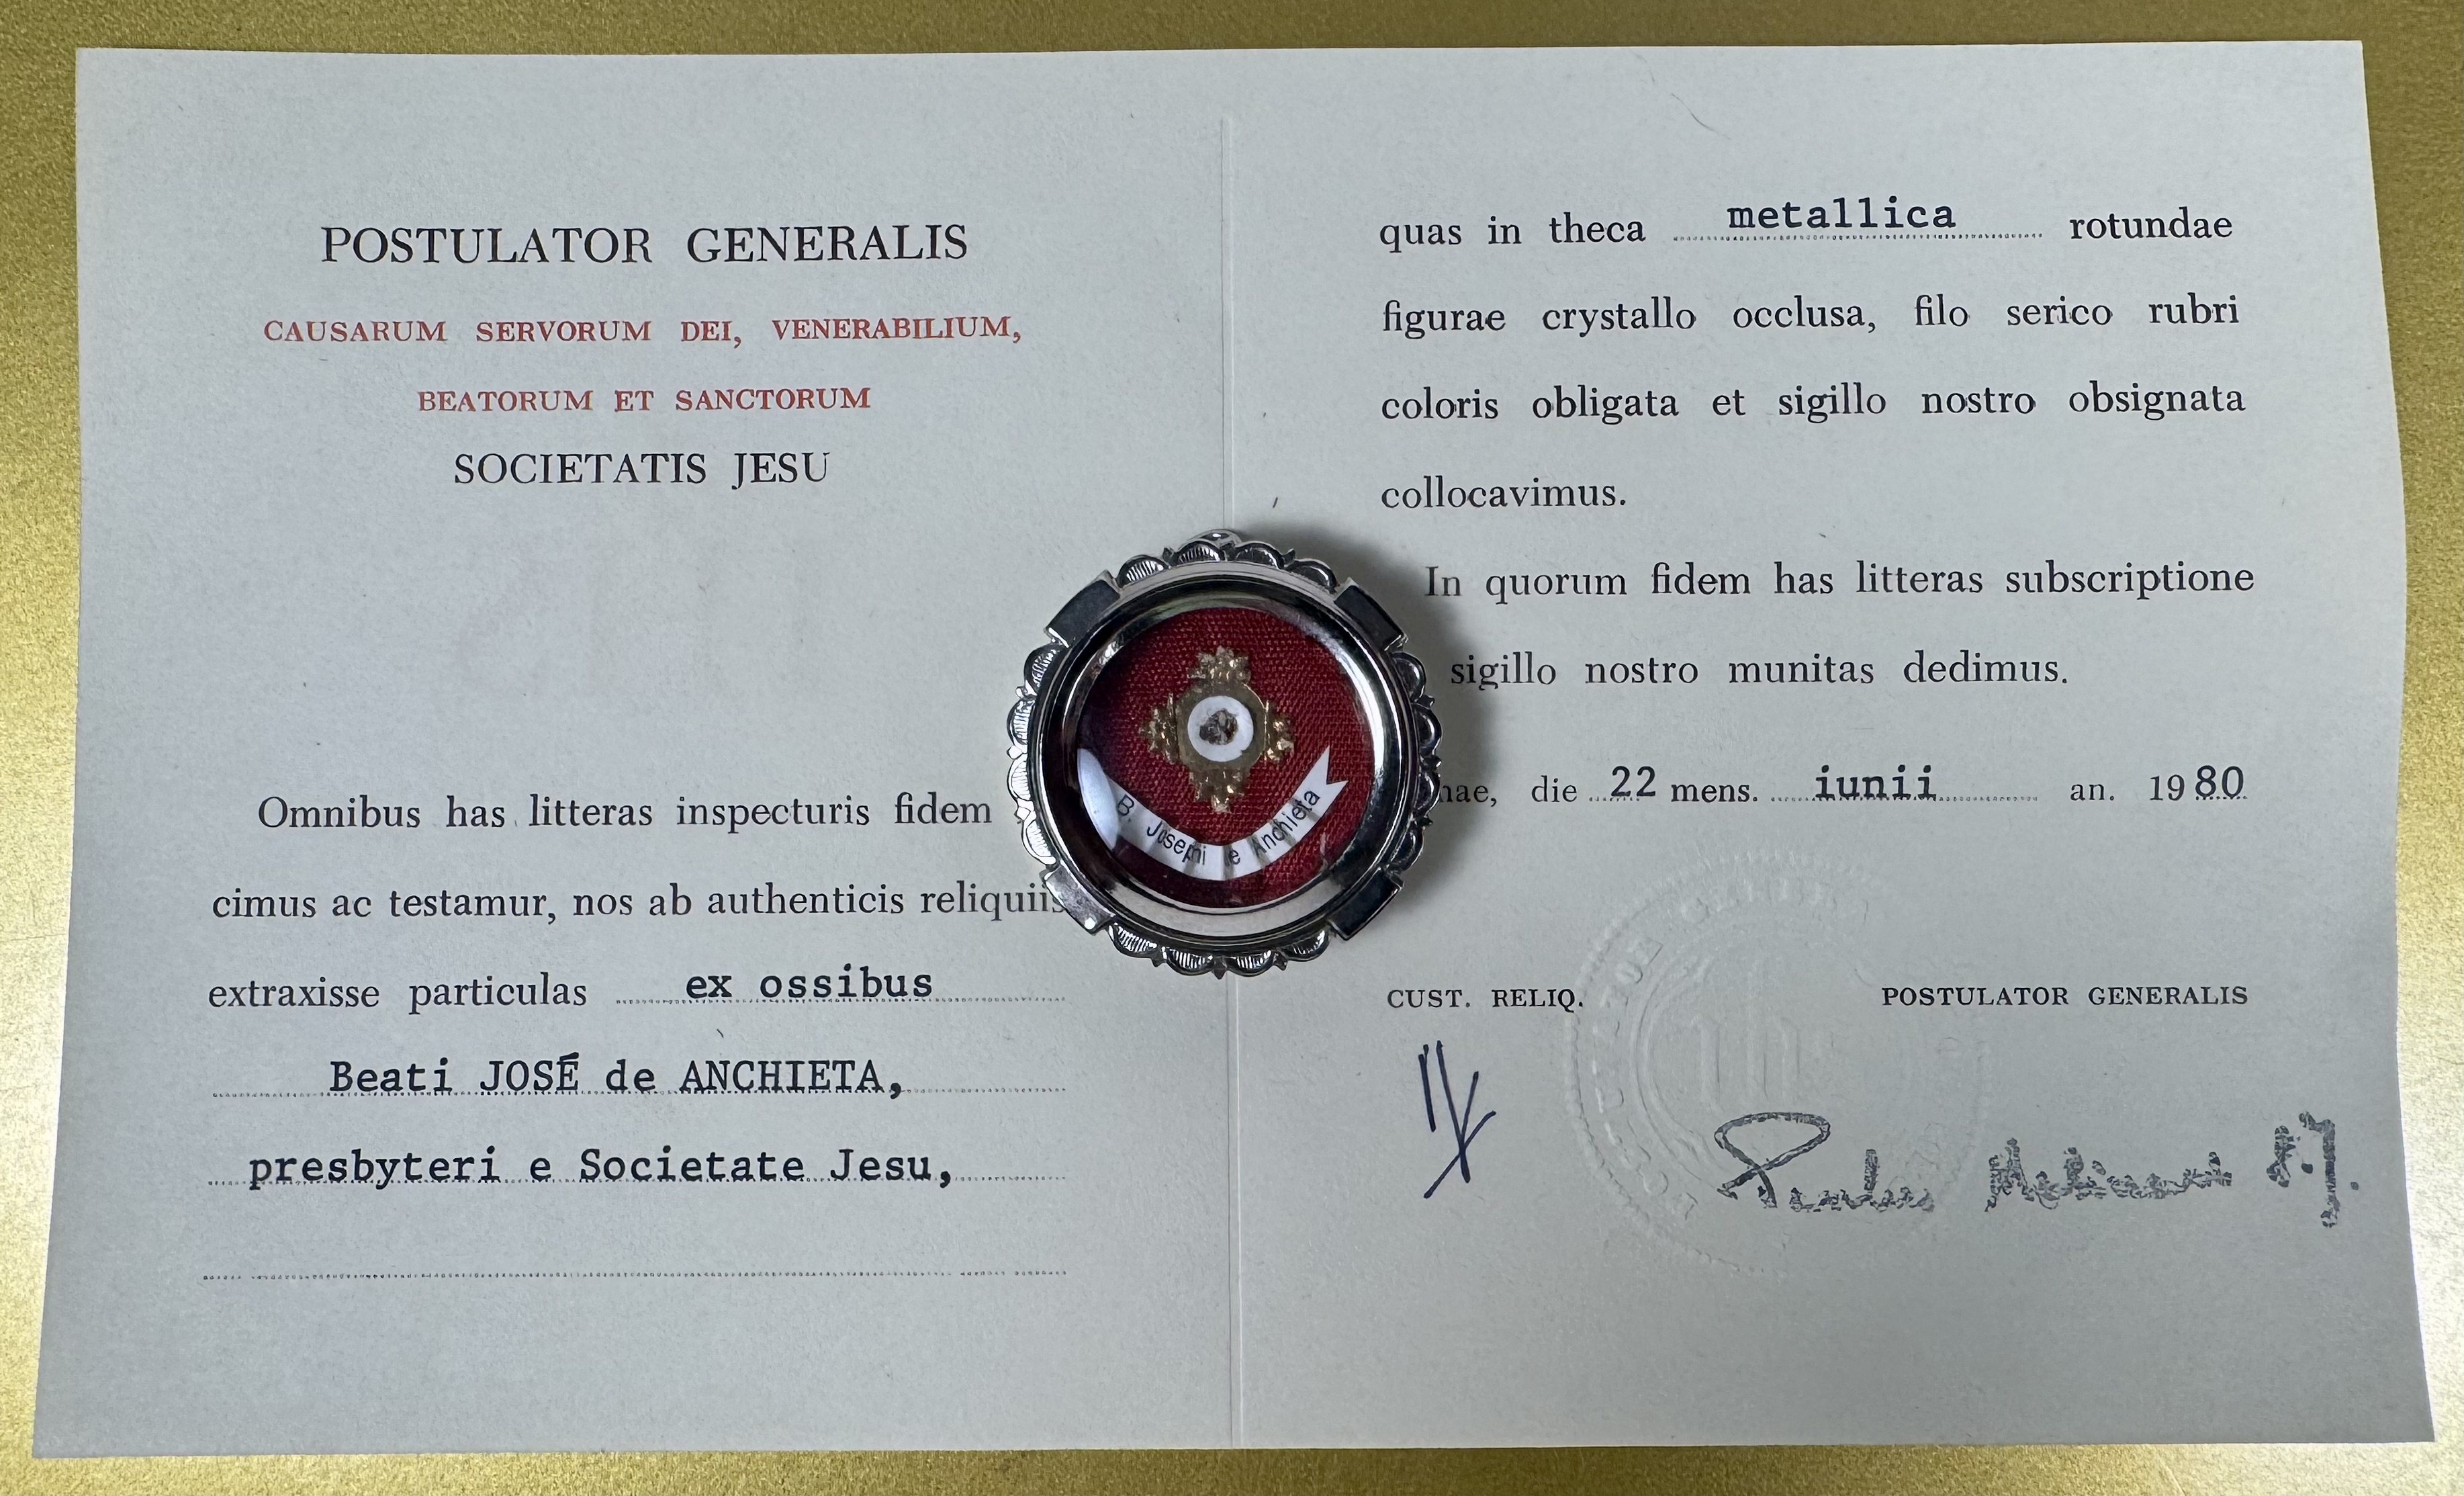 POSTULATOR GENERALIS
CAUSARUM SERVORUM DEI, VENERABILIUM,
BEATORUM ET SANCTORUM
SOCIETATIS JESU
Omnibus has litteras inspecturis fidem
cimus ac testamur, nos ab authenticis reliquiis
extraxisse particulas ex ossibus
Beati JOSÉ de ANCHIETA,
presbyteri e Societate Jesu,
B. Josephi de Anchieta
quas in theca metallica rotundae
figurae crystallo occlusa, filo serico rubri
coloris obligata et sigillo nostro obsignata
collocavimus.
In quorum fidem has litteras subscriptione
sigillo nostro munitas dedimus.
nae, die 22 mens. iunii an. 1980
CUST. RELIQ. POSTULATOR GENERALIS